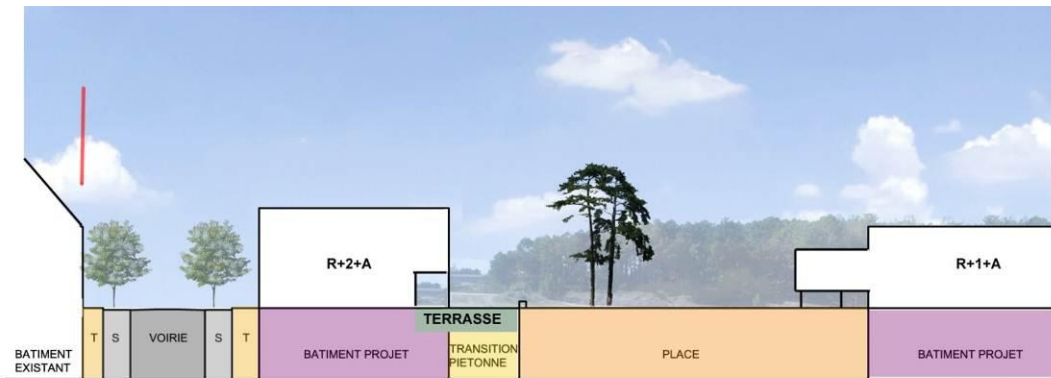 R+2+A
R+1+A
TERRASSE
T
S
VOIRIE
S
T
BATIMENT
EXISTANT
BATIMENT PROJET
TRANSITION
PIETONNE
PLACE
BATIMENT PROJET